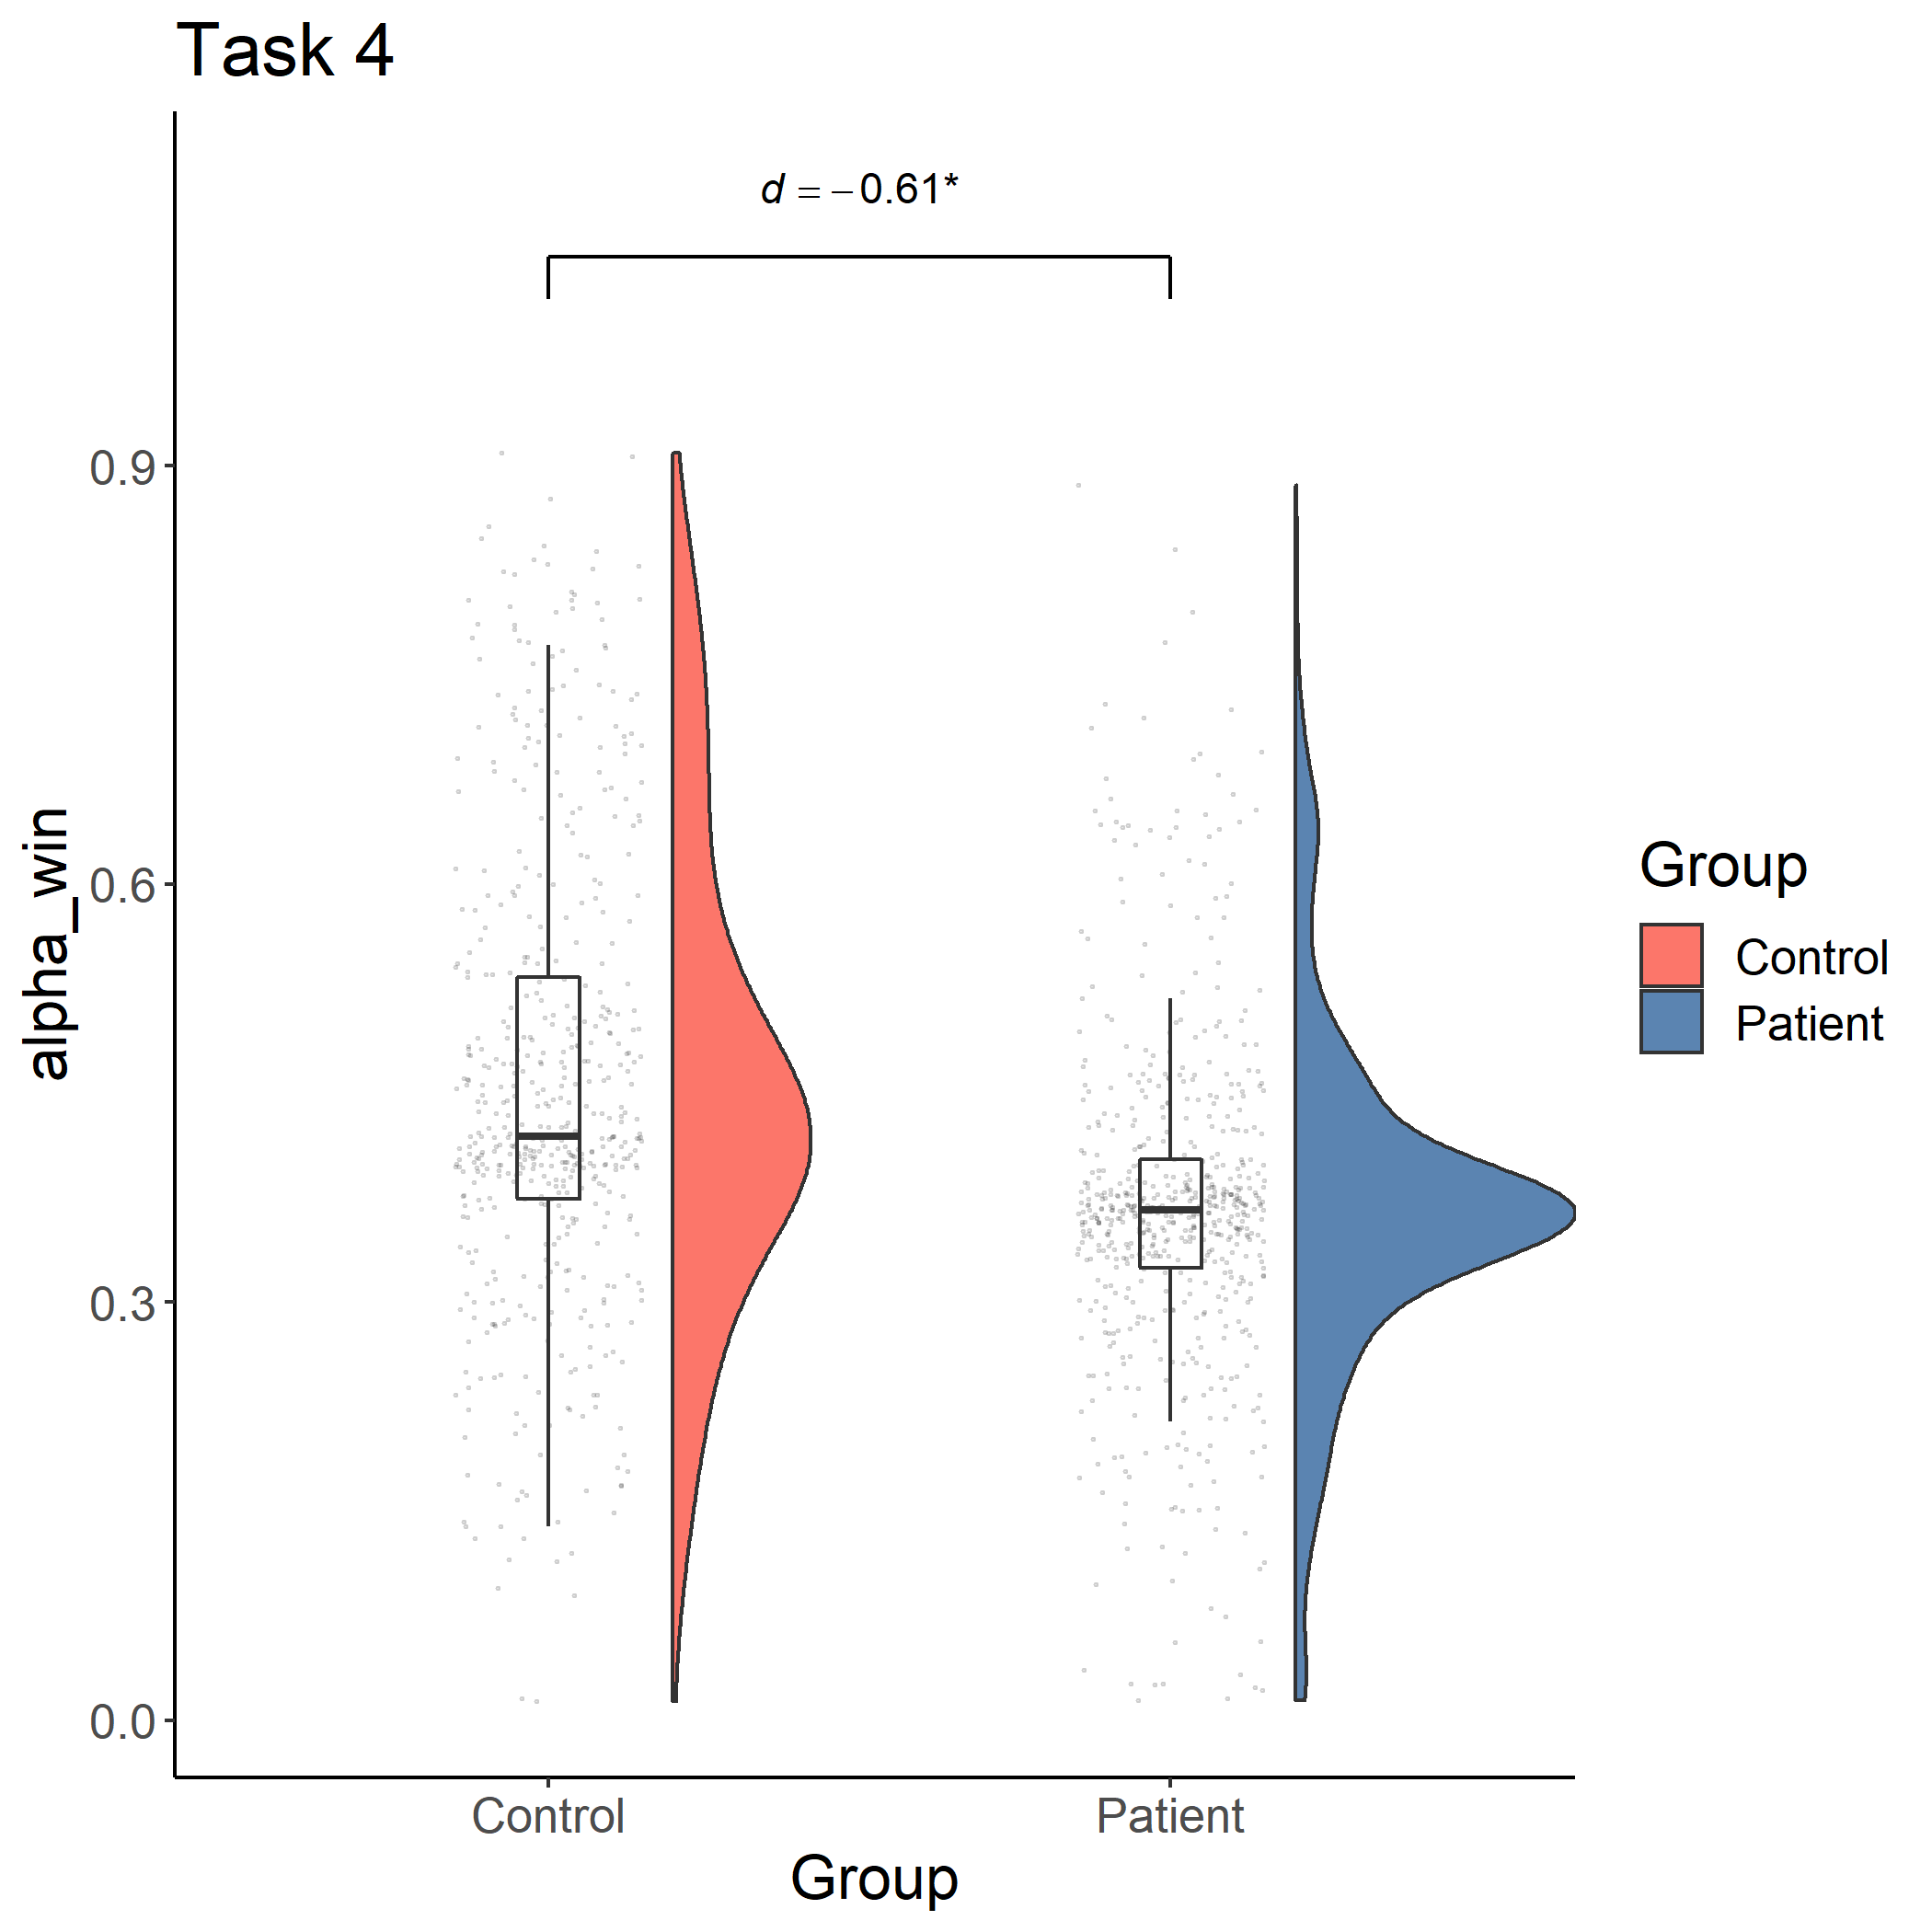 Task 4
d = −0.61*
0.9
0.6
0.3
0.0
alpha_win
Control
Patient
Group
Group
Control
Patient